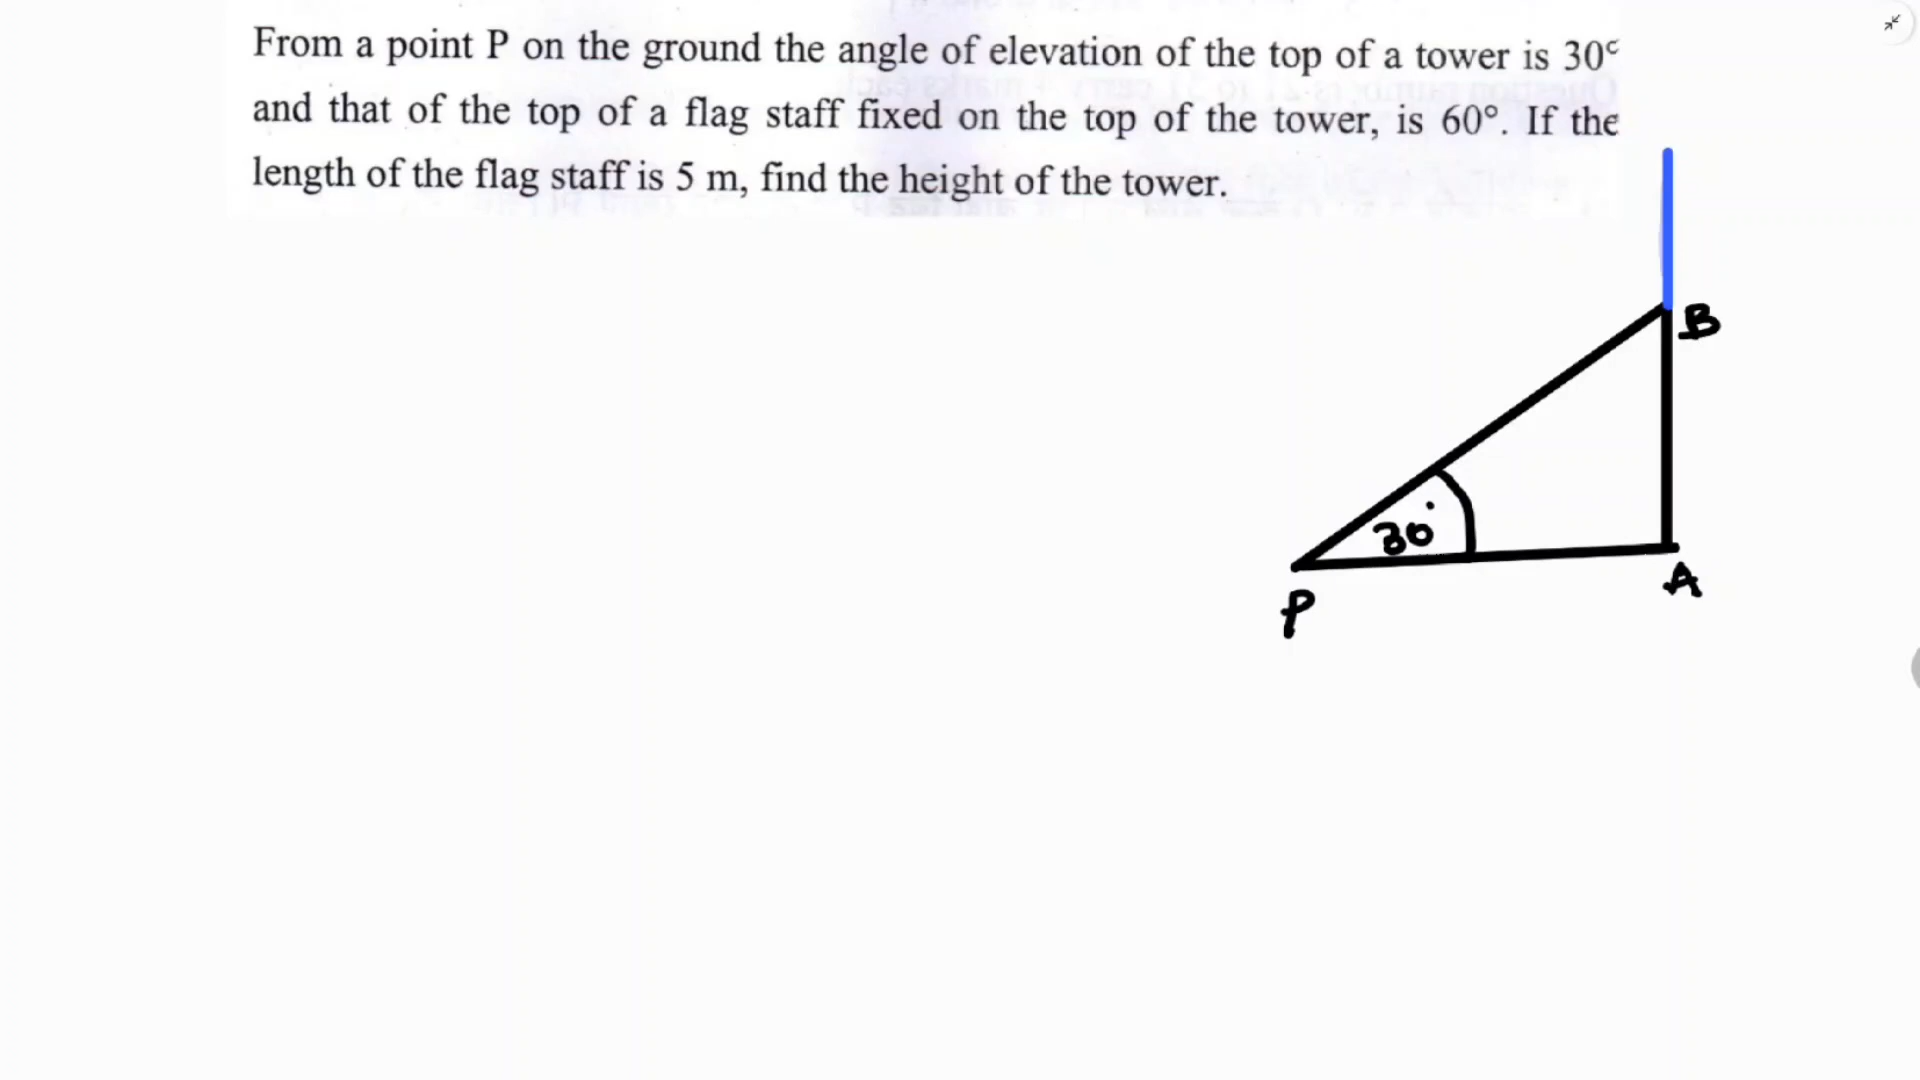 From a point P on the ground the angle of elevation of the top of a tower is 30°
and that of the top of a flag staff fixed on the top of the tower, is 60°. If the
length of the flag staff is 5 m, find the height of the tower.
B
30°
A
P